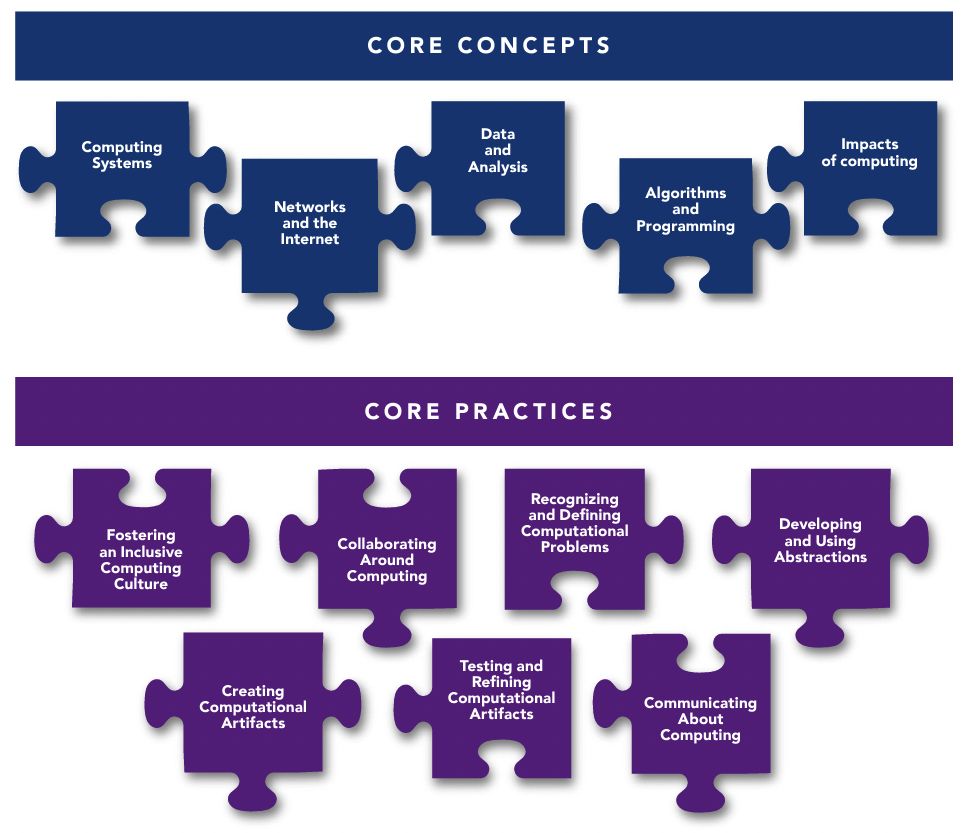 CORE CONCEPTS
Computing
Systems
Networks
and the
Internet
Data
and
Analysis
Algorithms
and
Programming
Impacts
of computing
CORE PRACTICES
Fostering
an Inclusive
Computing
Culture
Collaborating
Around
Computing
Recognizing
and Defining
Computational
Problems
Developing
and Using
Abstractions
Creating
Computational
Artifacts
Testing and
Refining
Computational
Artifacts
Communicating
About
Computing